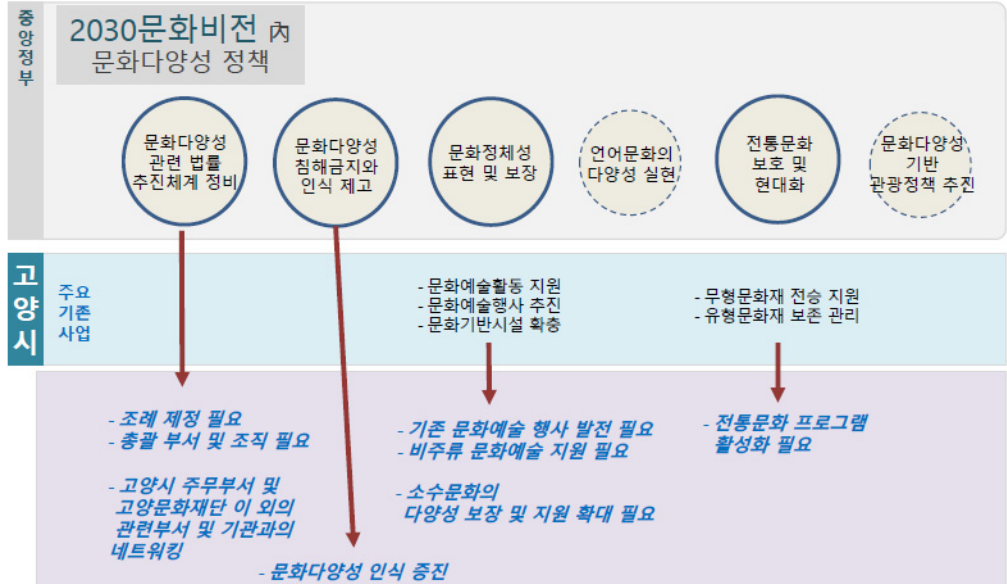 중앙정부
2030문화비전 內
문화다양성 정책
문화다양성
관련 법률
추진체계 정비
문화다양성
침해금지와
인식 제고
문화정체성
표현 및 보장
언어문화의
다양성 실현
전통문화
보호 및
현대화
문화다양성
기반
관광정책 추진
고양시
주요
기존
사업
- 문화예술활동 지원
- 문화예술행사 추진
- 문화기반시설 확충
- 무형문화재 전승 지원
- 유형문화재 보존 관리
- 조례 제정 필요
- 총괄 부서 및 조직 필요
- 고양시 주무부서 및
고양문화재단 이 외의
관련부서 및 기관과의
네트워킹
- 문화다양성 인식 증진
- 기존 문화예술 행사 발전 필요
- 비주류 문화예술 지원 필요
- 소수문화의
다양성 보장 및 지원 확대 필요
- 전통문화 프로그램
활성화 필요